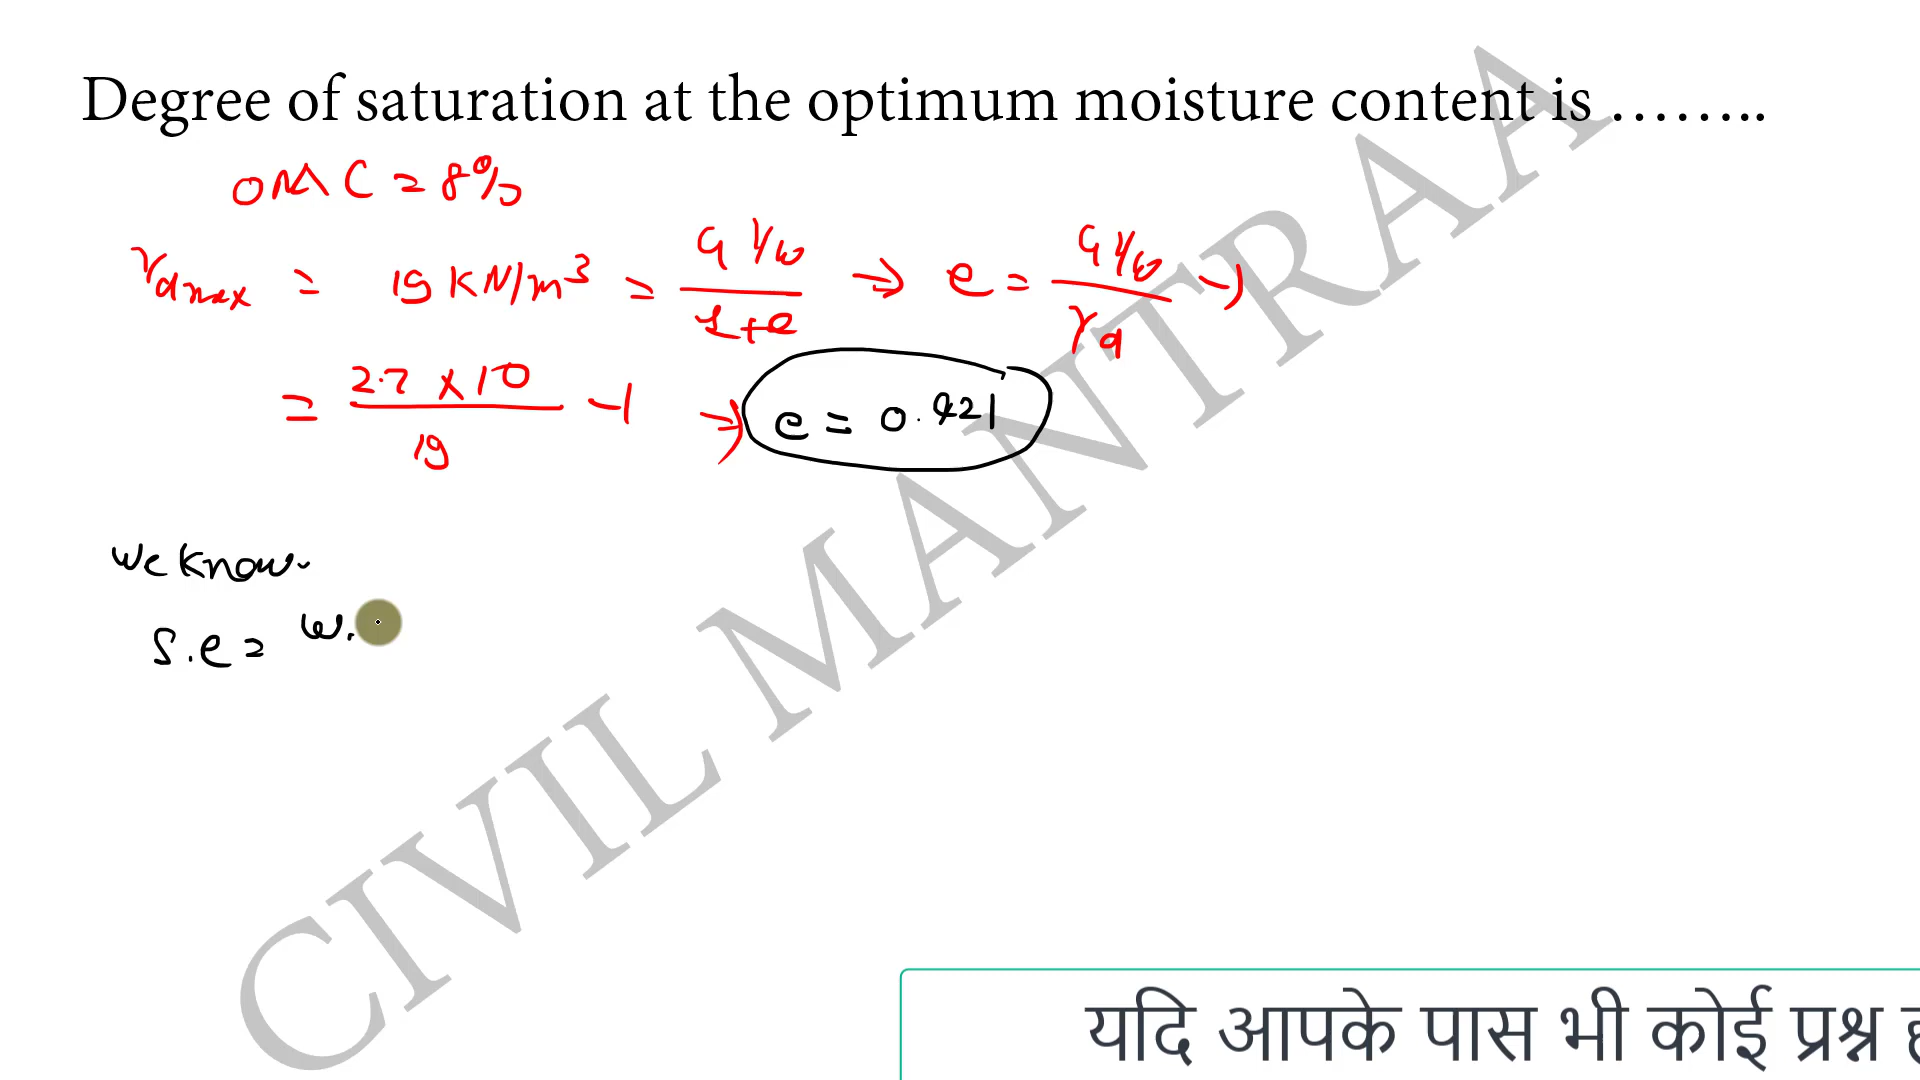 Degree of saturation at the optimum moisture content is ……..
OMC = 8%
γdmax = 19 KN/m³ = G γw / 1+e ⇒ e = G γw / γd - 1
= 2.7 × 10 / 19 - 1 ⇒ e = 0.421
we know-
S.e = w.
CIVIL MANTRAA
यदि आपके पास भी कोई प्रश्न ह